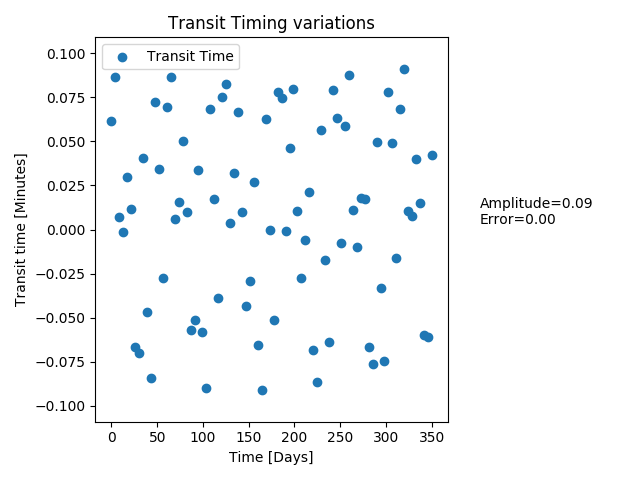 Transit Timing variations
Transit Time
Transit time [Minutes]
0.100
0.075
0.050
0.025
0.000
−0.025
−0.050
−0.075
−0.100
0 50 100 150 200 250 300 350
Time [Days]
Amplitude=0.09
Error=0.00